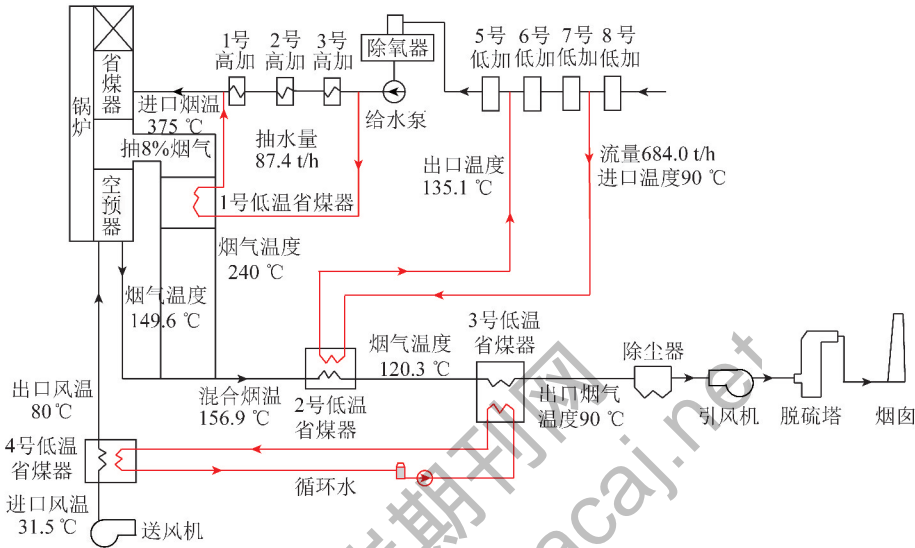 1号
高加
2号
高加
3号
高加
除氧器
给水泵
5号
低加
6号
低加
7号
低加
8号
低加
锅炉
省煤器
进口烟温
375 ℃
抽8%烟气
空预器
抽水量
87.4 t/h
1号低温省煤器
出口温度
135.1 ℃
流量684.0 t/h
进口温度90 ℃
烟气温度
240 ℃
烟气温度
149.6 ℃
混合烟温
156.9 ℃
2号低温
省煤器
烟气温度
120.3 ℃
3号低温
省煤器
出口烟气
温度90 ℃
除尘器
引风机
脱硫塔
烟囱
出口风温
80℃
4号低温
省煤器
循环水
进口风温
31.5 ℃
送风机
期刊网
acaj.net